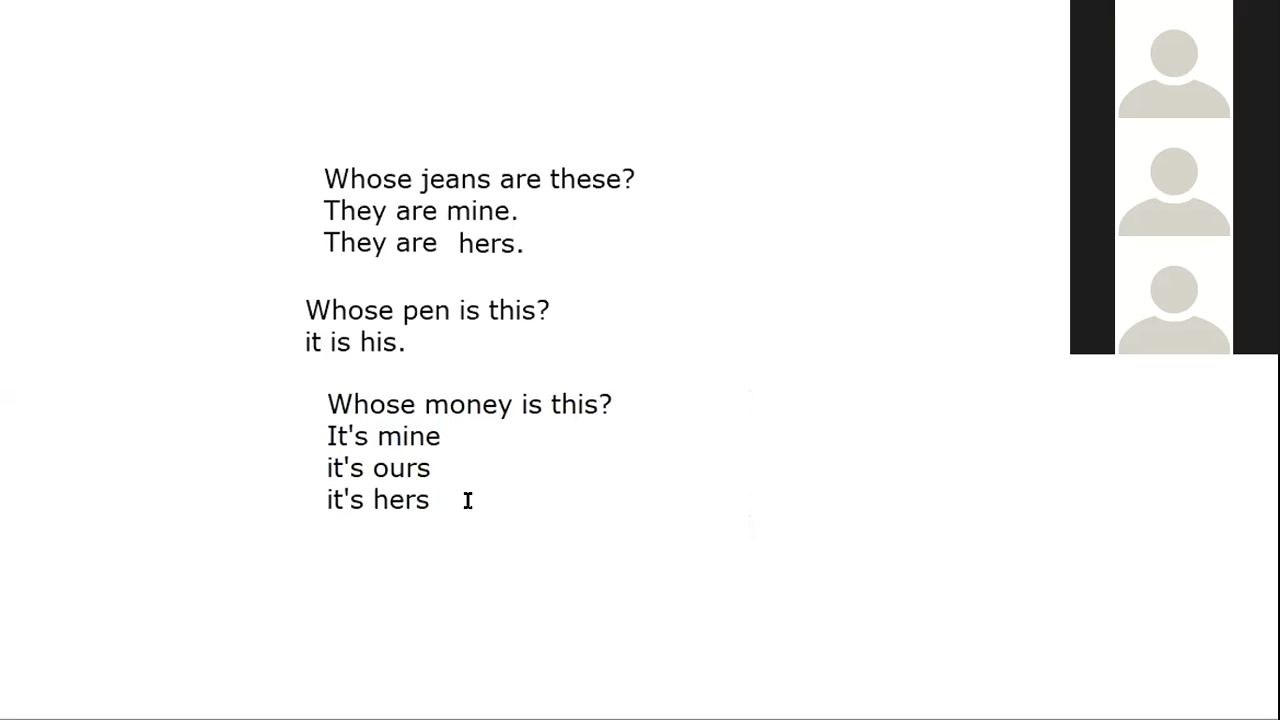 Whose jeans are these?
They are mine.
They are hers.
Whose pen is this?
it is his.
Whose money is this?
It's mine
it's ours
it's hers